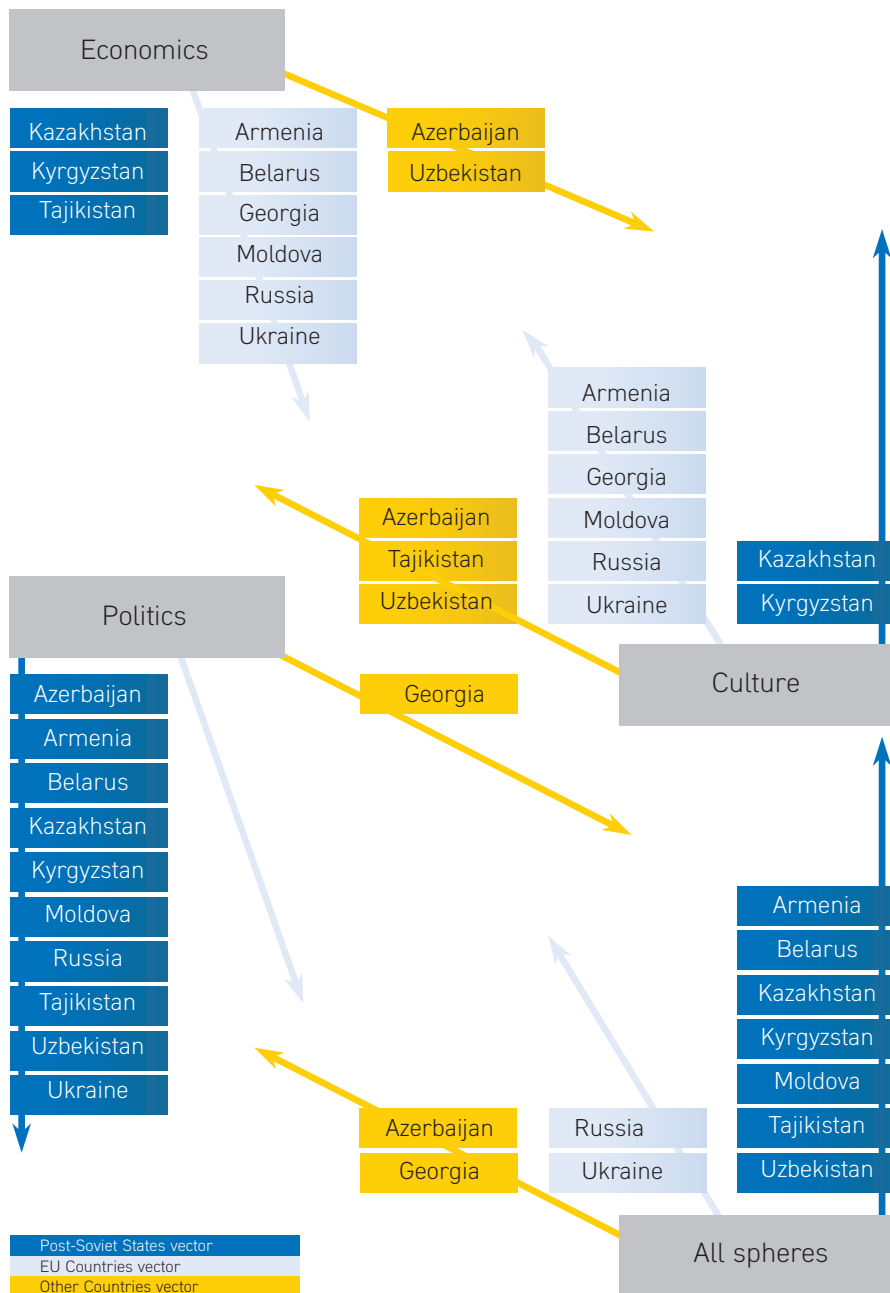 Economics
Kazakhstan
Kyrgyzstan
Tajikistan
Armenia
Belarus
Georgia
Moldova
Russia
Ukraine
Azerbaijan
Uzbekistan
Armenia
Belarus
Georgia
Moldova
Russia
Ukraine
Azerbaijan
Tajikistan
Uzbekistan
Kazakhstan
Kyrgyzstan
Culture
Politics
Azerbaijan
Armenia
Belarus
Kazakhstan
Kyrgyzstan
Moldova
Russia
Tajikistan
Uzbekistan
Ukraine
Georgia
Azerbaijan
Georgia
Russia
Ukraine
Armenia
Belarus
Kazakhstan
Kyrgyzstan
Moldova
Tajikistan
Uzbekistan
All spheres
Post-Soviet States vector
EU Countries vector
Other Countries vector